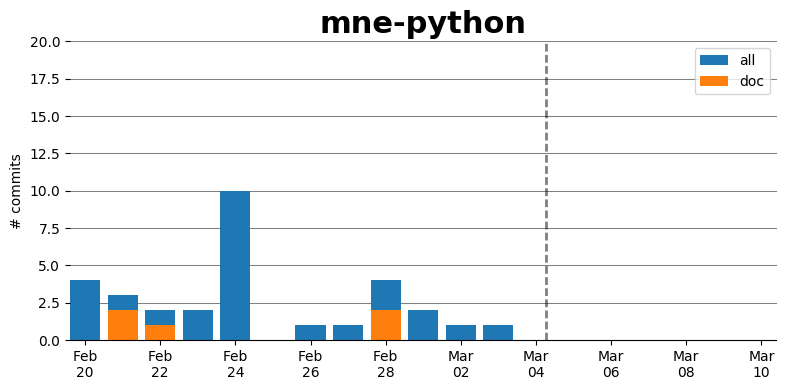 mne-python
20.0
17.5
15.0
12.5
10.0
7.5
5.0
2.5
0.0
# commits
all
doc
Feb Feb Feb Feb Feb Mar Mar Mar Mar Mar
20 22 24 26 28 02 04 06 08 10